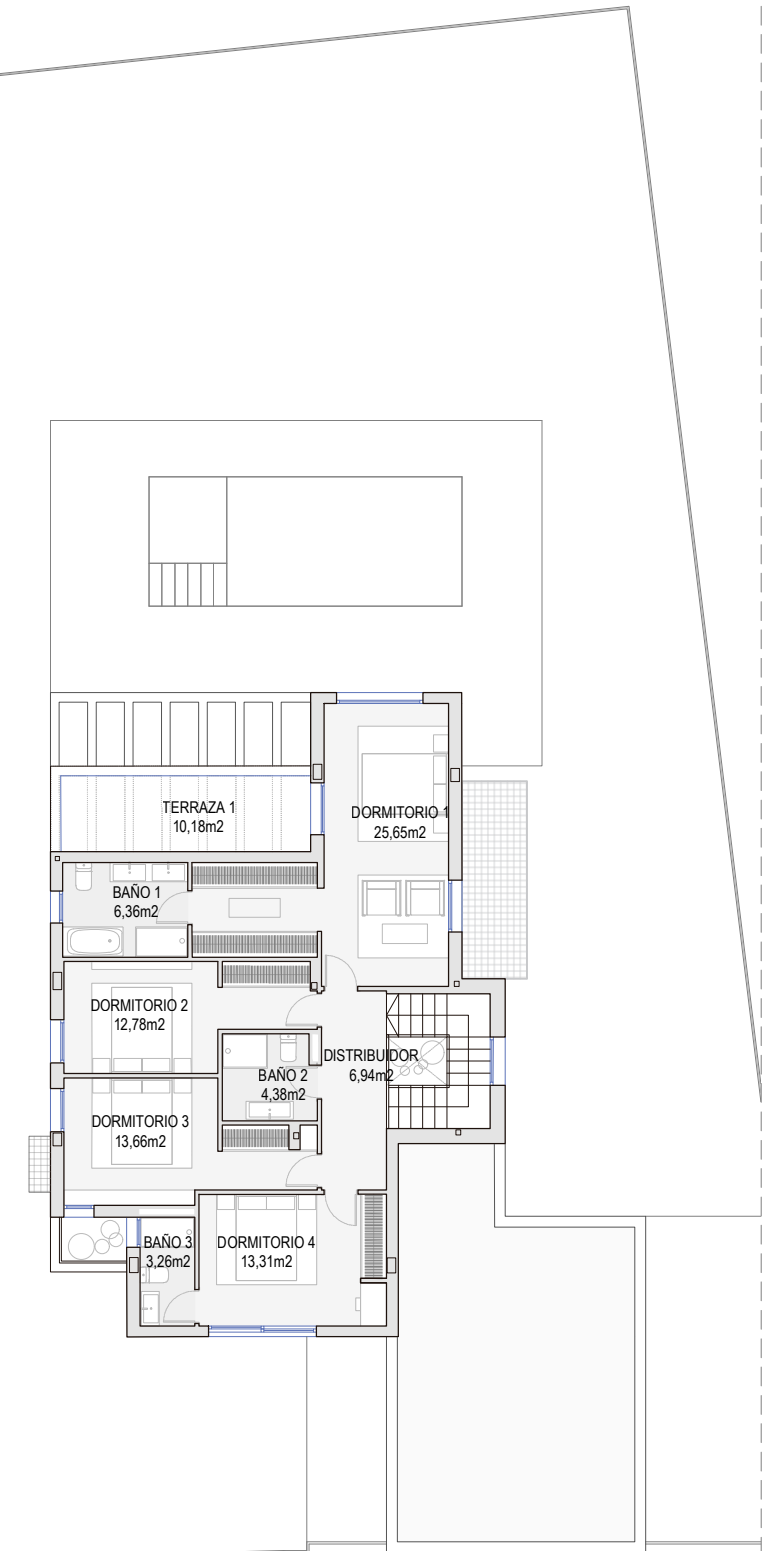 TERRAZA 1
10,18m2
DORMITORIO 1
25,65m2
BAÑO 1
6,36m2
DORMITORIO 2
12,78m2
DISTRIBUIDOR
6,94m2
BAÑO 2
4,38m2
DORMITORIO 3
13,66m2
BAÑO 3
3,26m2
DORMITORIO 4
13,31m2